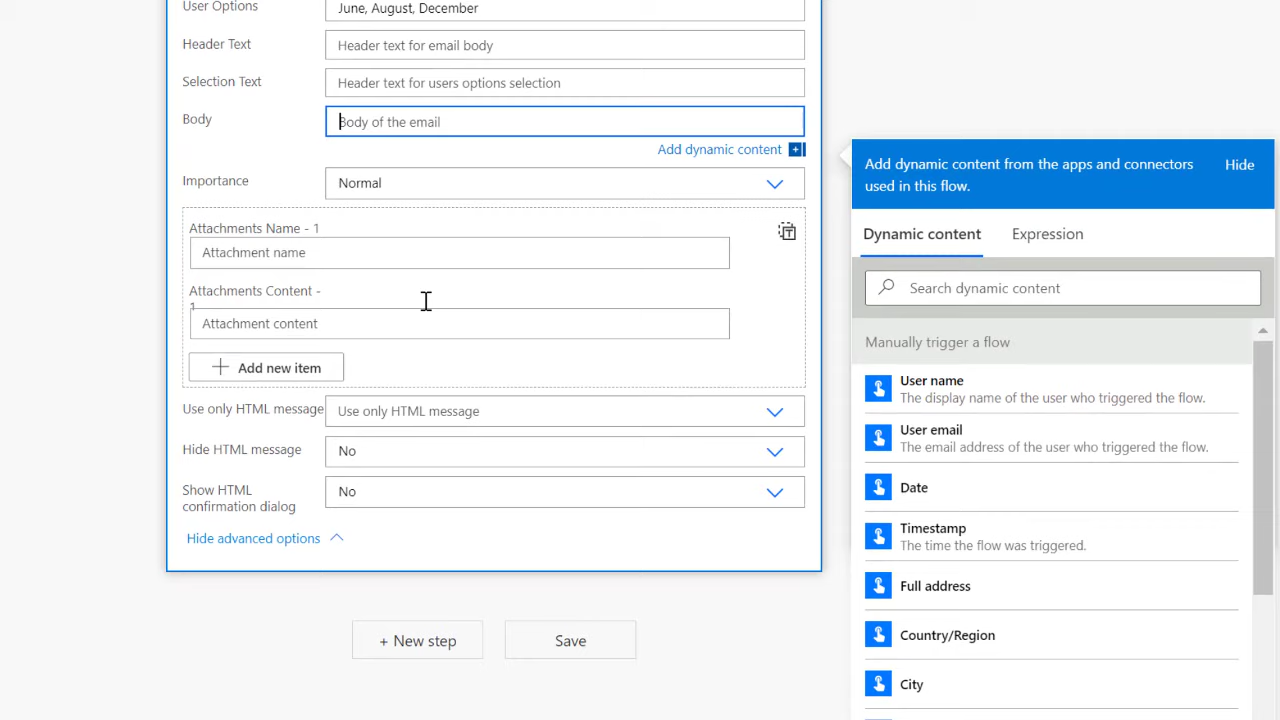 User Options
June, August, December
Header Text
Header text for email body
Selection Text
Header text for users options selection
Body
Body of the email
Add dynamic content
Importance
Normal
Attachments Name - 1
Attachment name
Attachments Content -
1
Attachment content
Add new item
Use only HTML message
Use only HTML message
Hide HTML message
No
Show HTML
confirmation dialog
No
Hide advanced options
+ New step
Save
Add dynamic content from the apps and connectors
used in this flow.
Hide
Dynamic content
Expression
Search dynamic content
Manually trigger a flow
User name
The display name of the user who triggered the flow.
User email
The email address of the user who triggered the flow.
Date
Timestamp
The time the flow was triggered.
Full address
Country/Region
City